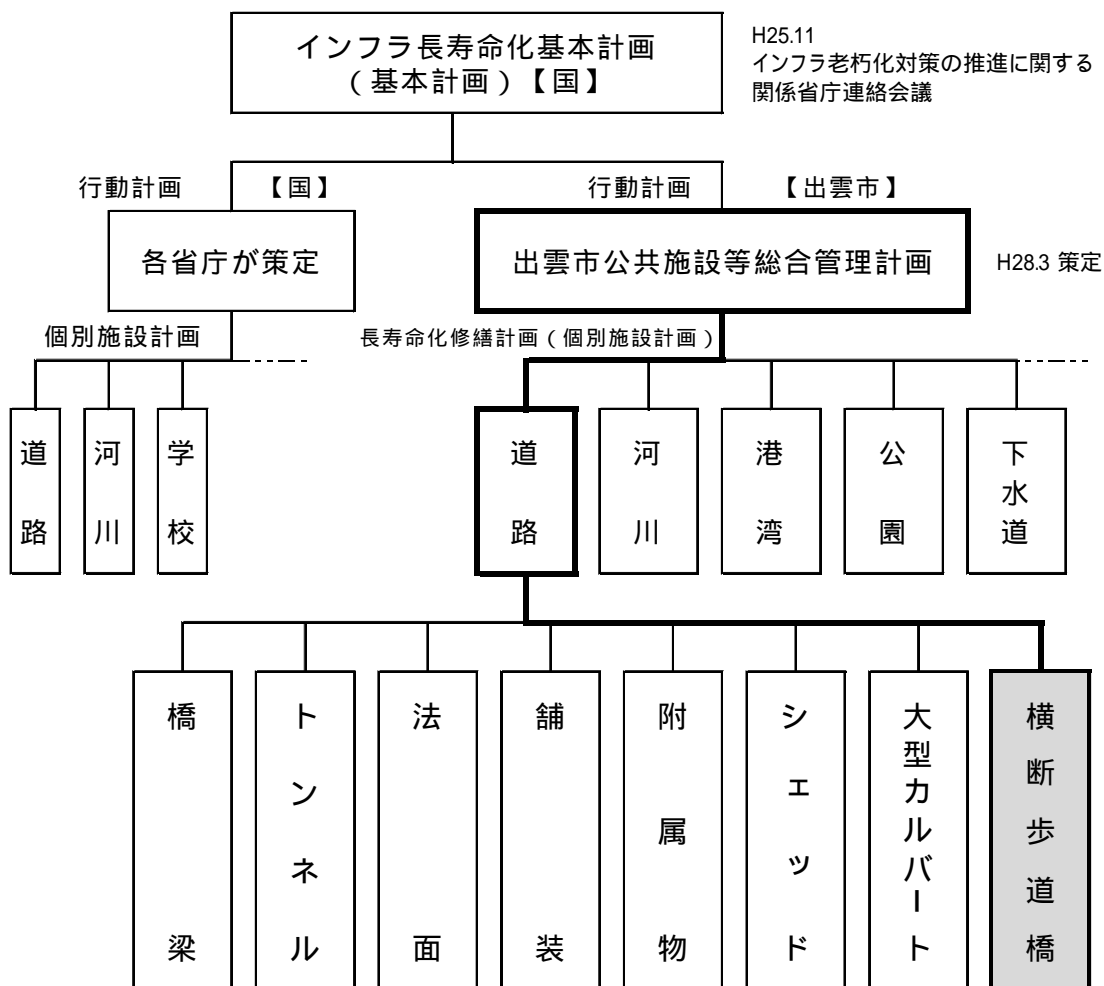 インフラ長寿命化基本計画
(基本計画)【国】
H25.11
インフラ老朽化対策の推進に関する
関係省庁連絡会議
行動計画 【国】
行動計画 【出雲市】
各省庁が策定
出雲市公共施設等総合管理計画
H28.3 策定
個別施設計画
長寿命化修繕計画(個別施設計画)
道路
河川
学校
道路
河川
港湾
公園
下水道
橋梁
トンネル
法面
舗装
附属物
シェッド
大型カルバート
横断歩道橋